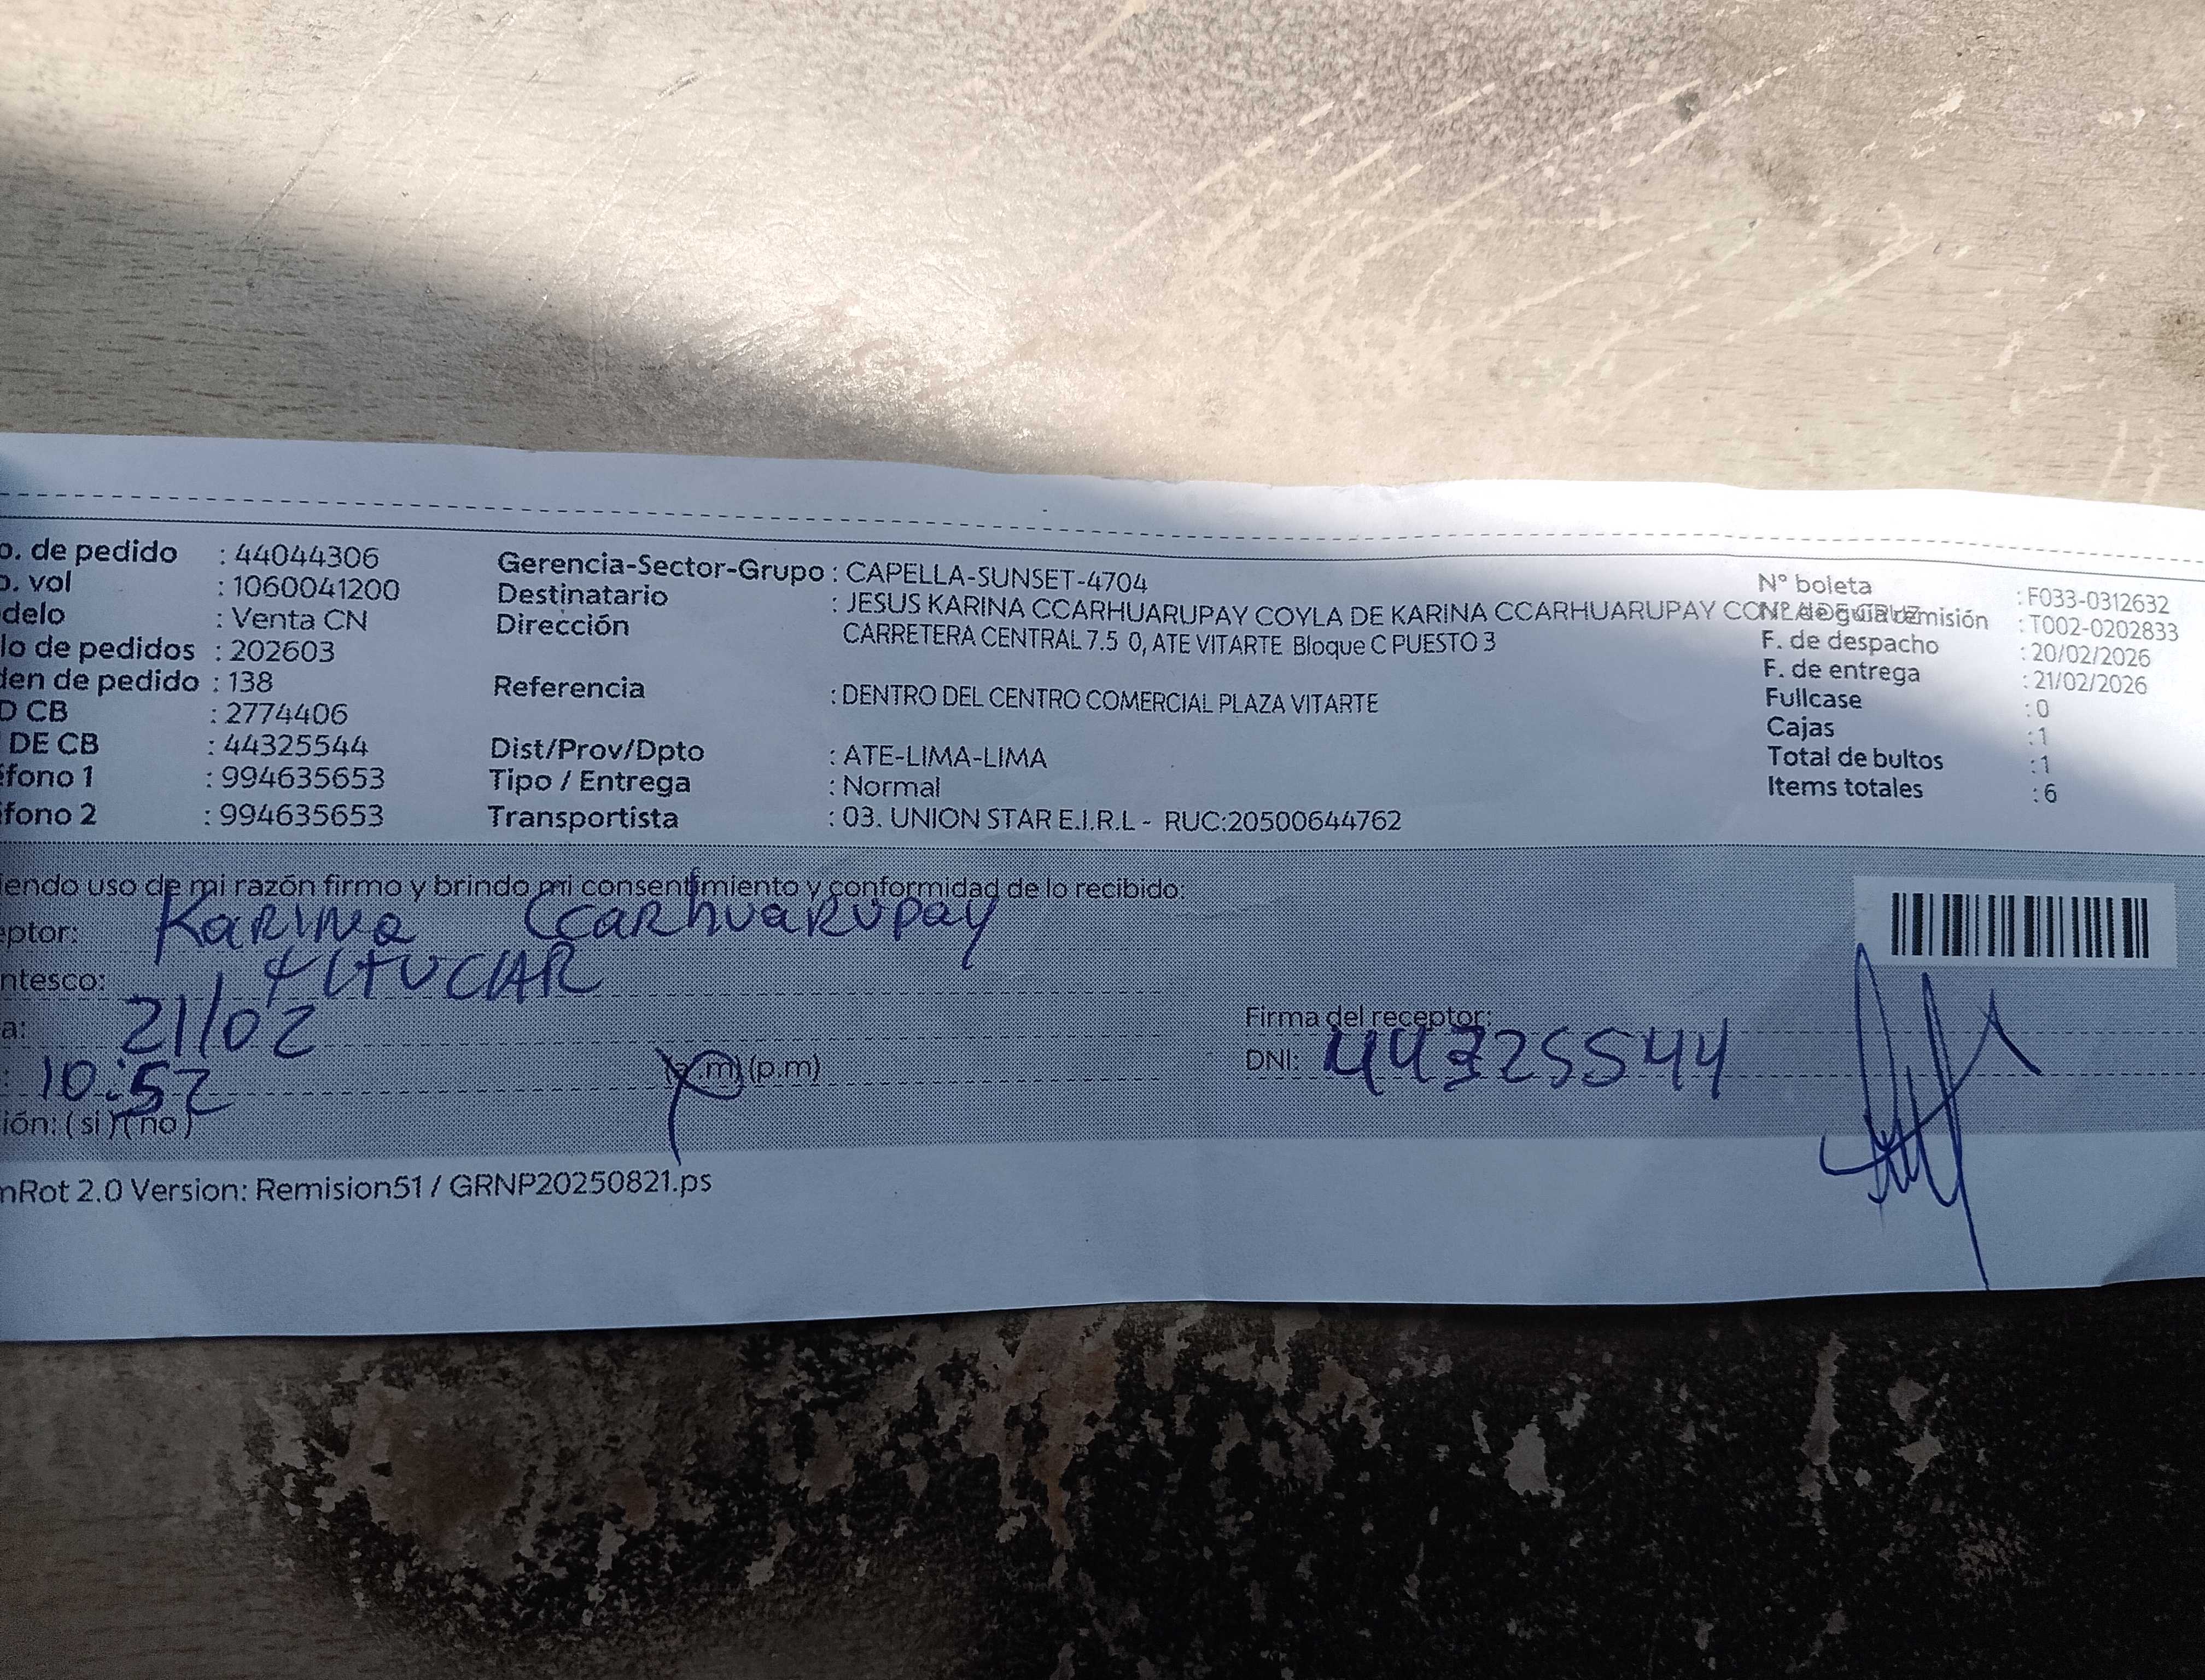 o. de pedido : 44044306 Gerencia-Sector-Grupo : CAPELLA-SUNSET-4704 N° boleta : F033-0312632
o. vol : 1060041200 Destinatario : JESUS KARINA CCARHUARUPAY COYLA DE KARINA CCARHUARUPAY N° de guia remisión : T002-0202833
delo : Venta CN Dirección : CARRETERA CENTRAL 7.5 0, ATE VITARTE Bloque C PUESTO 3 F. de despacho : 20/02/2026
lo de pedidos : 202603 F. de entrega : 21/02/2026
den de pedido : 138 Referencia : DENTRO DEL CENTRO COMERCIAL PLAZA VITARTE Fullcase : 0
D CB : 2774406 Cajas : 1
DE CB : 44325544 Dist/Prov/Dpto : ATE-LIMA-LIMA Total de bultos : 1
éfono 1 : 994635653 Tipo / Entrega : Normal Items totales : 6
éfono 2 : 994635653 Transportista : 03. UNION STAR E.I.R.L - RUC:20500644762
iendo uso de mi razón firmo y brindo mi consentimiento y conformidad de lo recibido:
eptor: Karina Ccarhuarupay
ntesco:
a: 21/02 Firma del receptor:
: 10:52 (a.m) (p.m) DNI: 44325544
ión: ( si ) ( no )
mRot 2.0 Version: Remision51 / GRNP20250821.ps